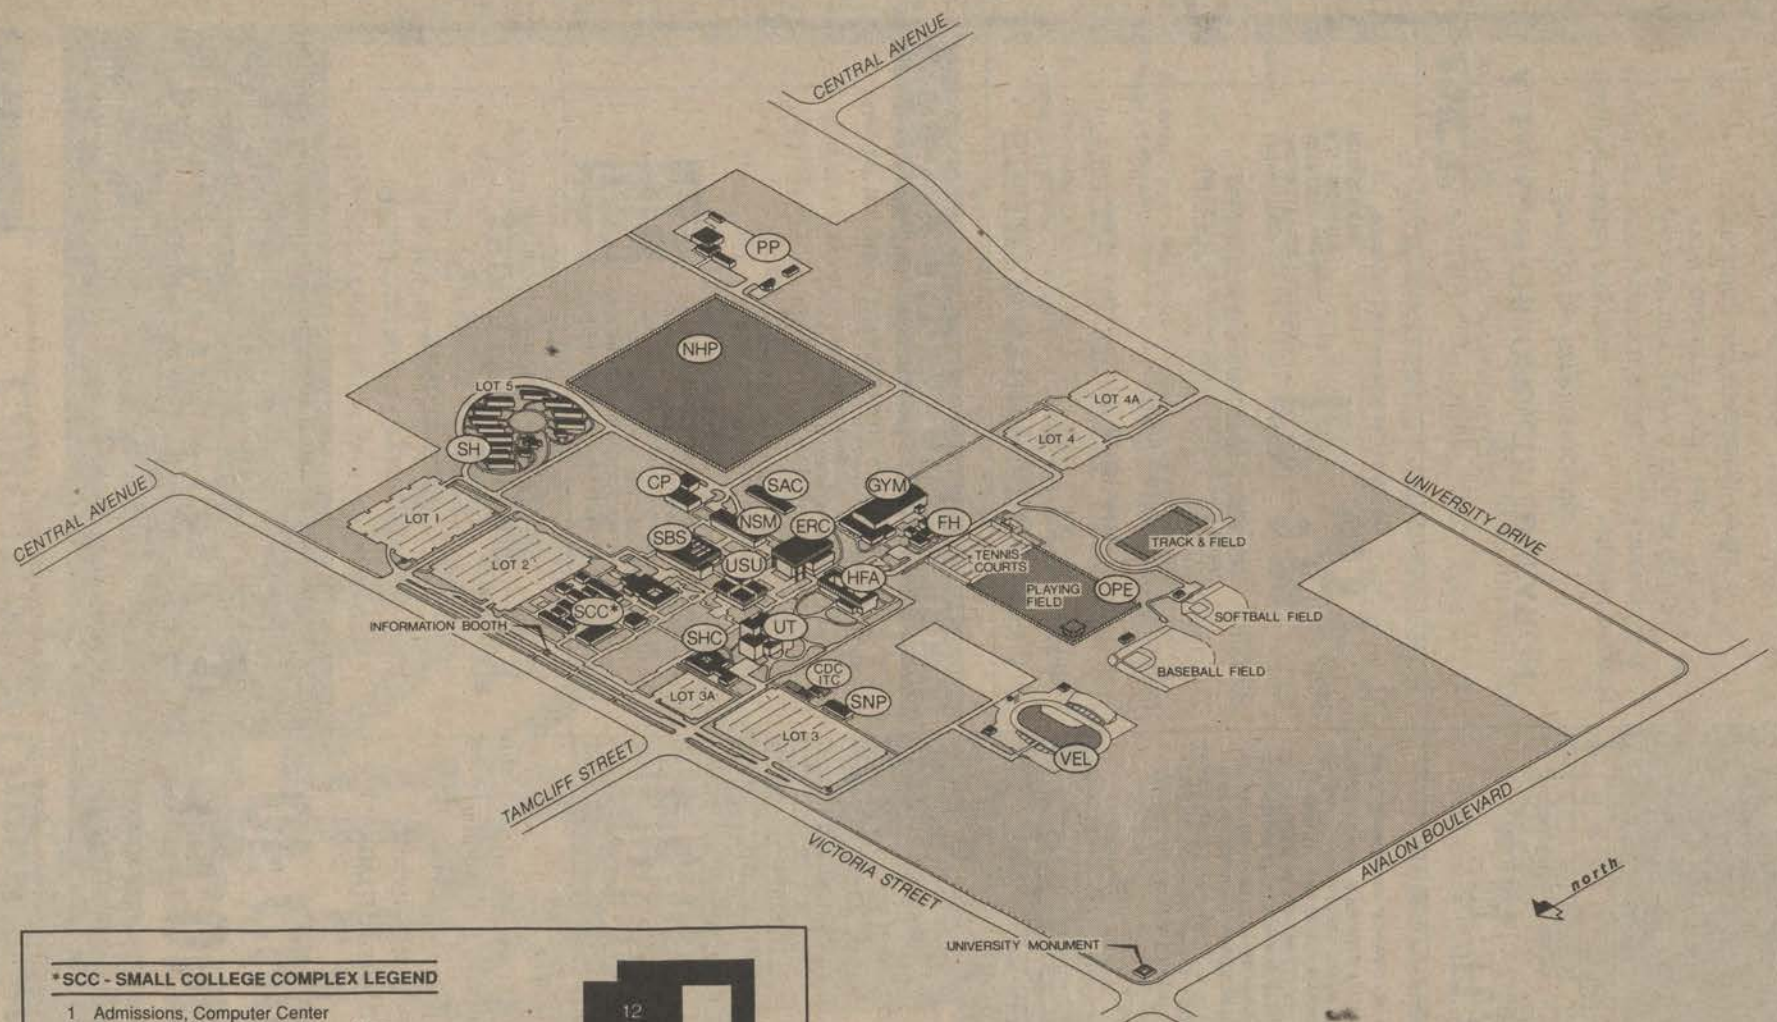 CENTRAL AVENUE
PP
NHP
LOT 5
LOT 4A
SH
LOT 4
CENTRAL AVENUE
CP
SAC
GYM
UNIVERSITY DRIVE
LOT 1
NSM
ERC
FH
SBS
TRACK & FIELD
LOT 2
USU
TENNIS
COURTS
HFA
PLAYING
FIELD
OPE
SCC*
SOFTBALL FIELD
INFORMATION BOOTH
SHC
UT
CDC
ITC
BASEBALL FIELD
LOT 3A
SNP
LOT 3
VEL
TAMCLIFF STREET
VICTORIA STREET
AVALON BOULEVARD
north
UNIVERSITY MONUMENT
*SCC - SMALL COLLEGE COMPLEX LEGEND
1 Admissions, Computer Center
12